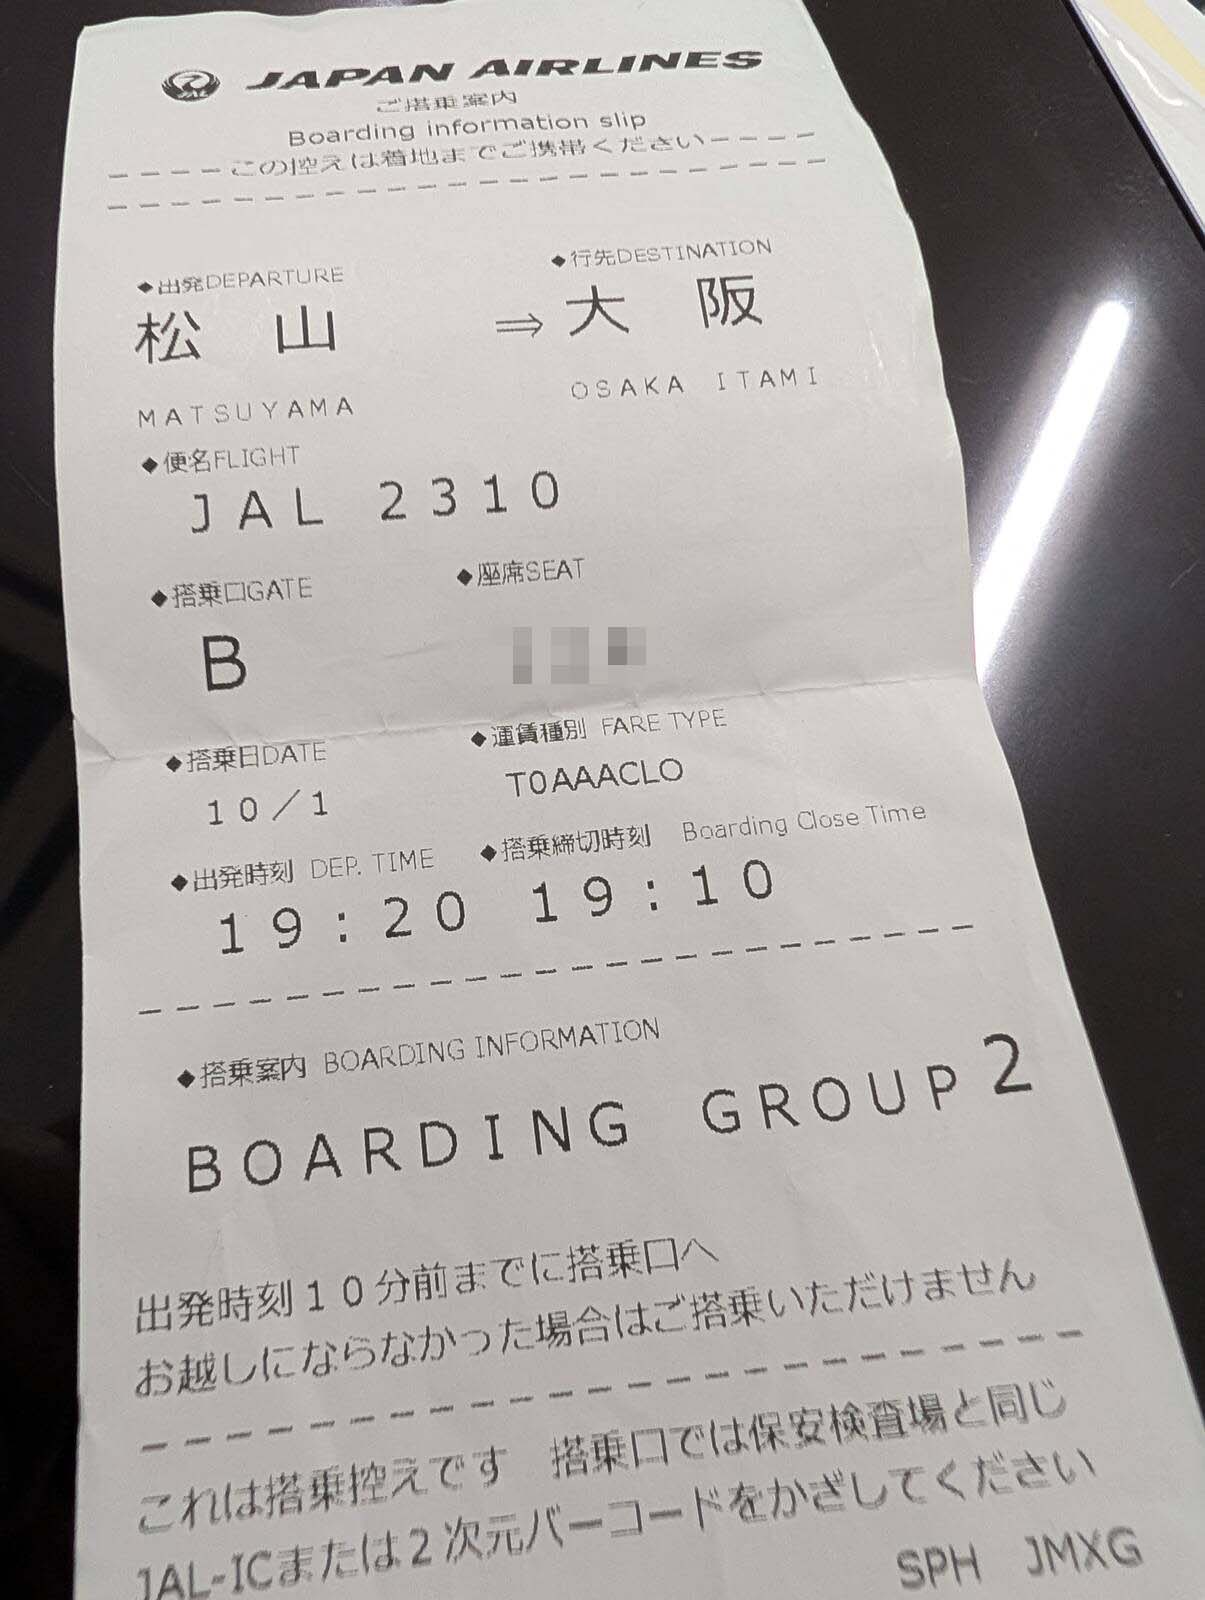 JAL JAPAN AIRLINES
ご搭乗案内
Boarding information slip
----この控えは着地までご携帯ください----
◆出発DEPARTURE ◆行先DESTINATION
松 山 ⇒ 大 阪
MATSUYAMA OSAKA ITAMI
◆便名FLIGHT
JAL 2310
◆搭乗口GATE ◆座席SEAT
B
◆搭乗日DATE ◆運賃種別 FARE TYPE
10/1 T0AAACLO
◆出発時刻 DEP. TIME ◆搭乗締切時刻 Boarding Close Time
19:20 19:10
◆搭乗案内 BOARDING INFORMATION
BOARDING GROUP 2
出発時刻10分前までに搭乗口へ
お越しにならなかった場合はご搭乗いただけません
これは搭乗控えです 搭乗口では保安検査場と同じ
JAL-ICまたは2次元バーコードをかざしてください
SPH JMXG